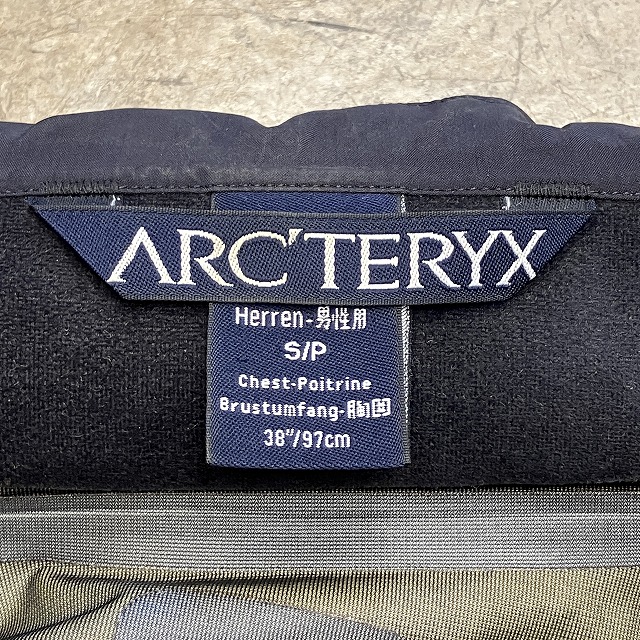 ARC'TERYX
Herren-男性用
S/P
Chest-Poitrine
Brustumfang-胸囲
38"/97cm